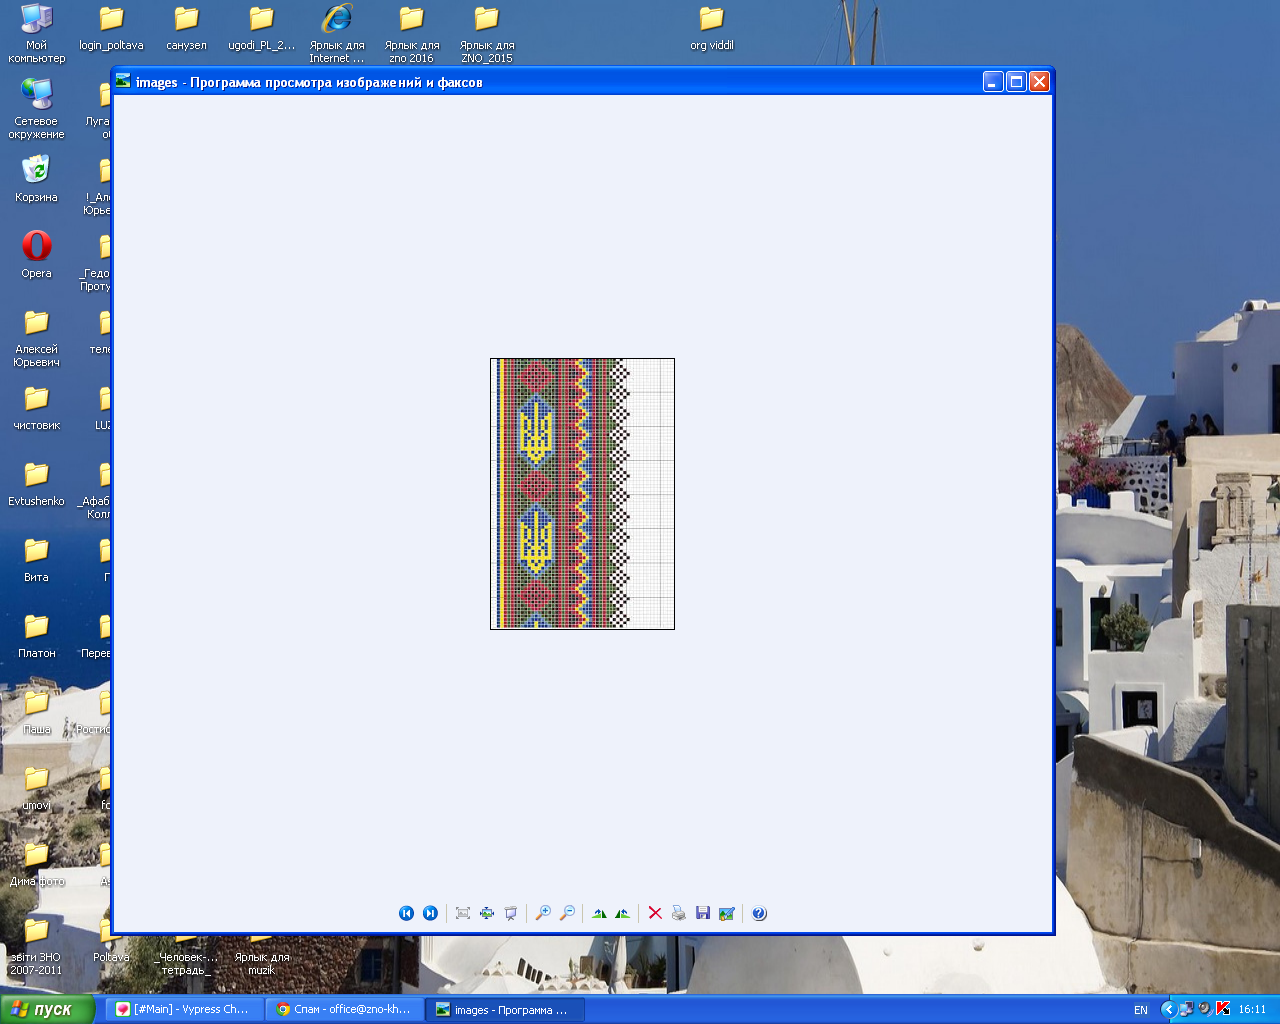 Мой
компьютер
login_poltava
санузел
ugodi_PL_2...
Ярлык для
Internet ...
Ярлык для
zno 2016
Ярлык для
ZNO_2015
org viddil
images - Программа просмотра изображений и факсов
Сетевое
окружение
Корзина
Opera
Алексей
Юрьевич
чистовик
Evtushenko
Вита
Платон
Паша
umovi
Дима фото
звіти ЗНО
2007-2011
Poltava
_Человек-...
тетрадь_
Ярлык для
muzik
пуск
[#Main] - Vypress Ch...
Спам - office@zno-kh...
images - Программа ...
EN
16:11